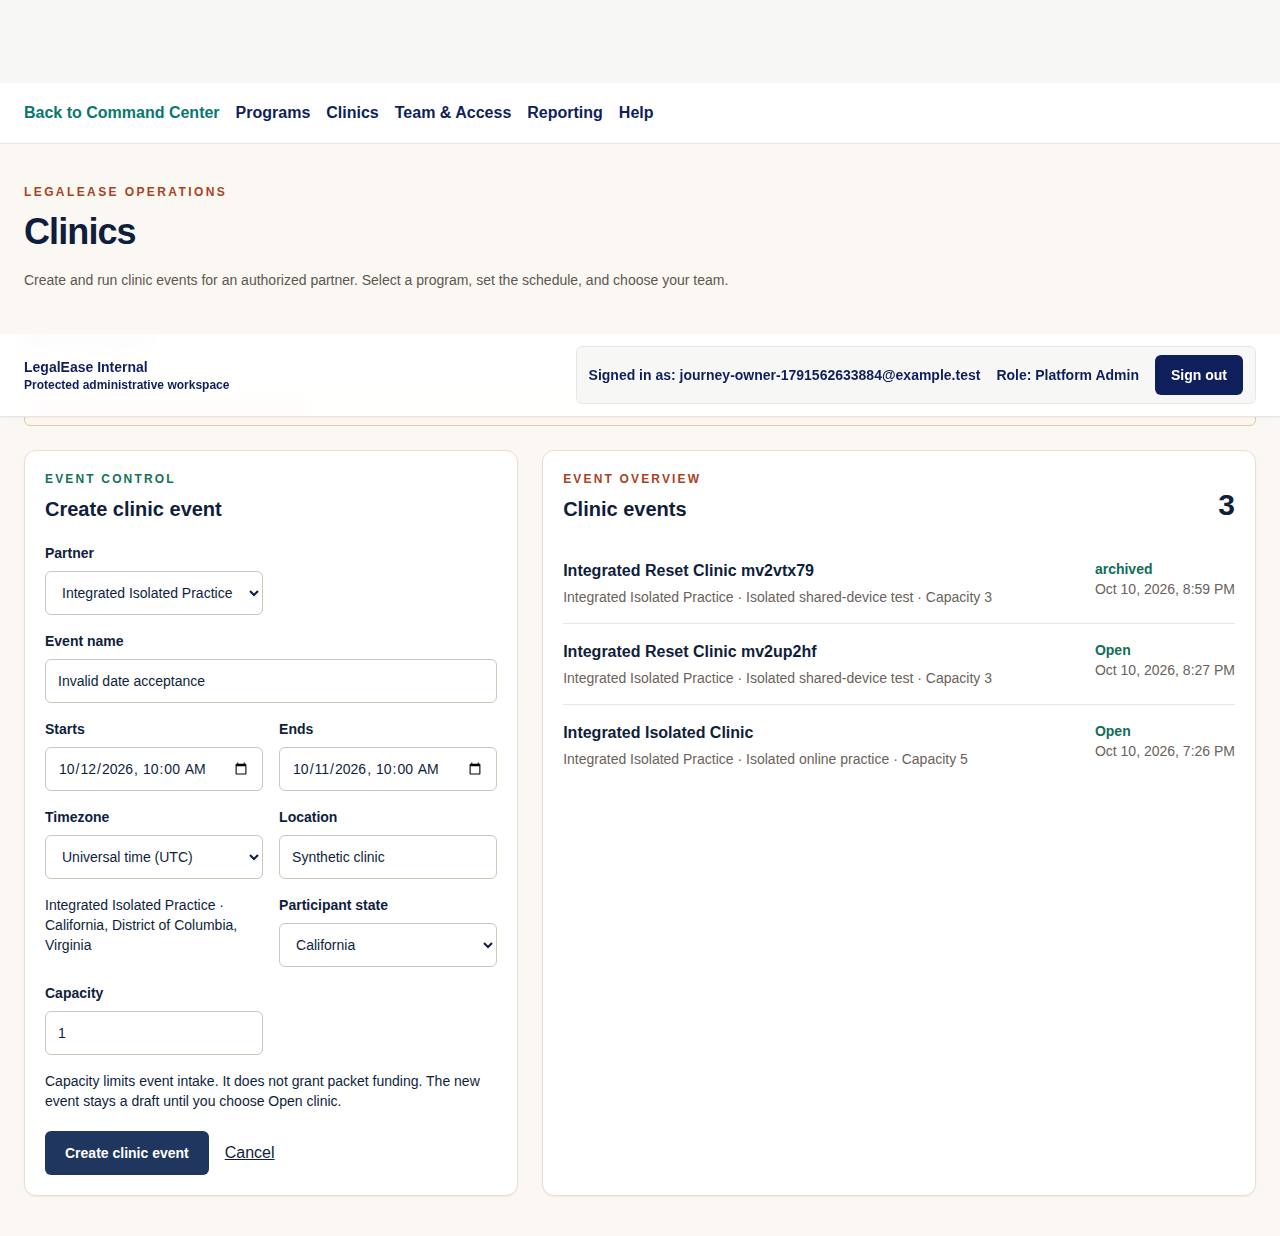 Back to Command Center Programs Clinics Team & Access Reporting Help
LEGALEASE OPERATIONS
Clinics
Create and run clinic events for an authorized partner. Select a program, set the schedule, and choose your team.
LegalEase Internal
Protected administrative workspace
Signed in as: journey-owner-1791562633884@example.test Role: Platform Admin Sign out
EVENT CONTROL
Create clinic event
Partner
Integrated Isolated Practice
Event name
Invalid date acceptance
Starts Ends
10/12/2026, 10:00 AM 10/11/2026, 10:00 AM
Timezone Location
Universal time (UTC) Synthetic clinic
Integrated Isolated Practice ·
California, District of Columbia,
Virginia
Participant state
California
Capacity
1
Capacity limits event intake. It does not grant packet funding. The new
event stays a draft until you choose Open clinic.
Create clinic event Cancel
EVENT OVERVIEW
Clinic events 3
Integrated Reset Clinic mv2vtx79 archived
Integrated Isolated Practice · Isolated shared-device test · Capacity 3 Oct 10, 2026, 8:59 PM
Integrated Reset Clinic mv2up2hf Open
Integrated Isolated Practice · Isolated shared-device test · Capacity 3 Oct 10, 2026, 8:27 PM
Integrated Isolated Clinic Open
Integrated Isolated Practice · Isolated online practice · Capacity 5 Oct 10, 2026, 7:26 PM